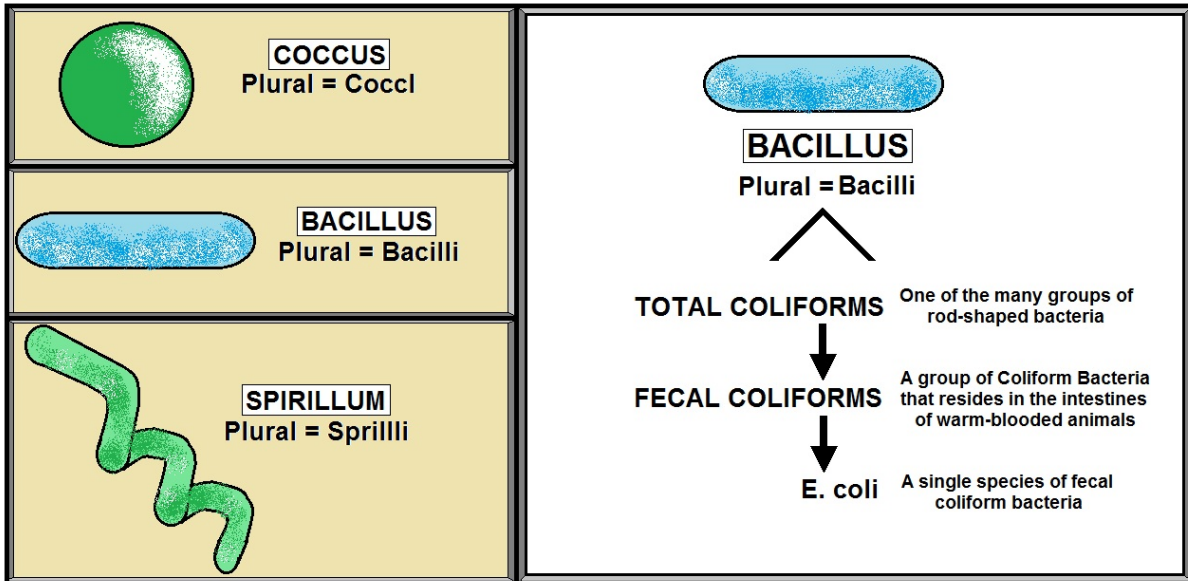 COCCUS
Plural = CoccI
BACILLUS
Plural = Bacilli
SPIRILLUM
Plural = Sprillli
BACILLUS
Plural = Bacilli
TOTAL COLIFORMS
One of the many groups of
rod-shaped bacteria
FECAL COLIFORMS
A group of Coliform Bacteria
that resides in the intestines
of warm-blooded animals
E. coli
A single species of fecal
coliform bacteria